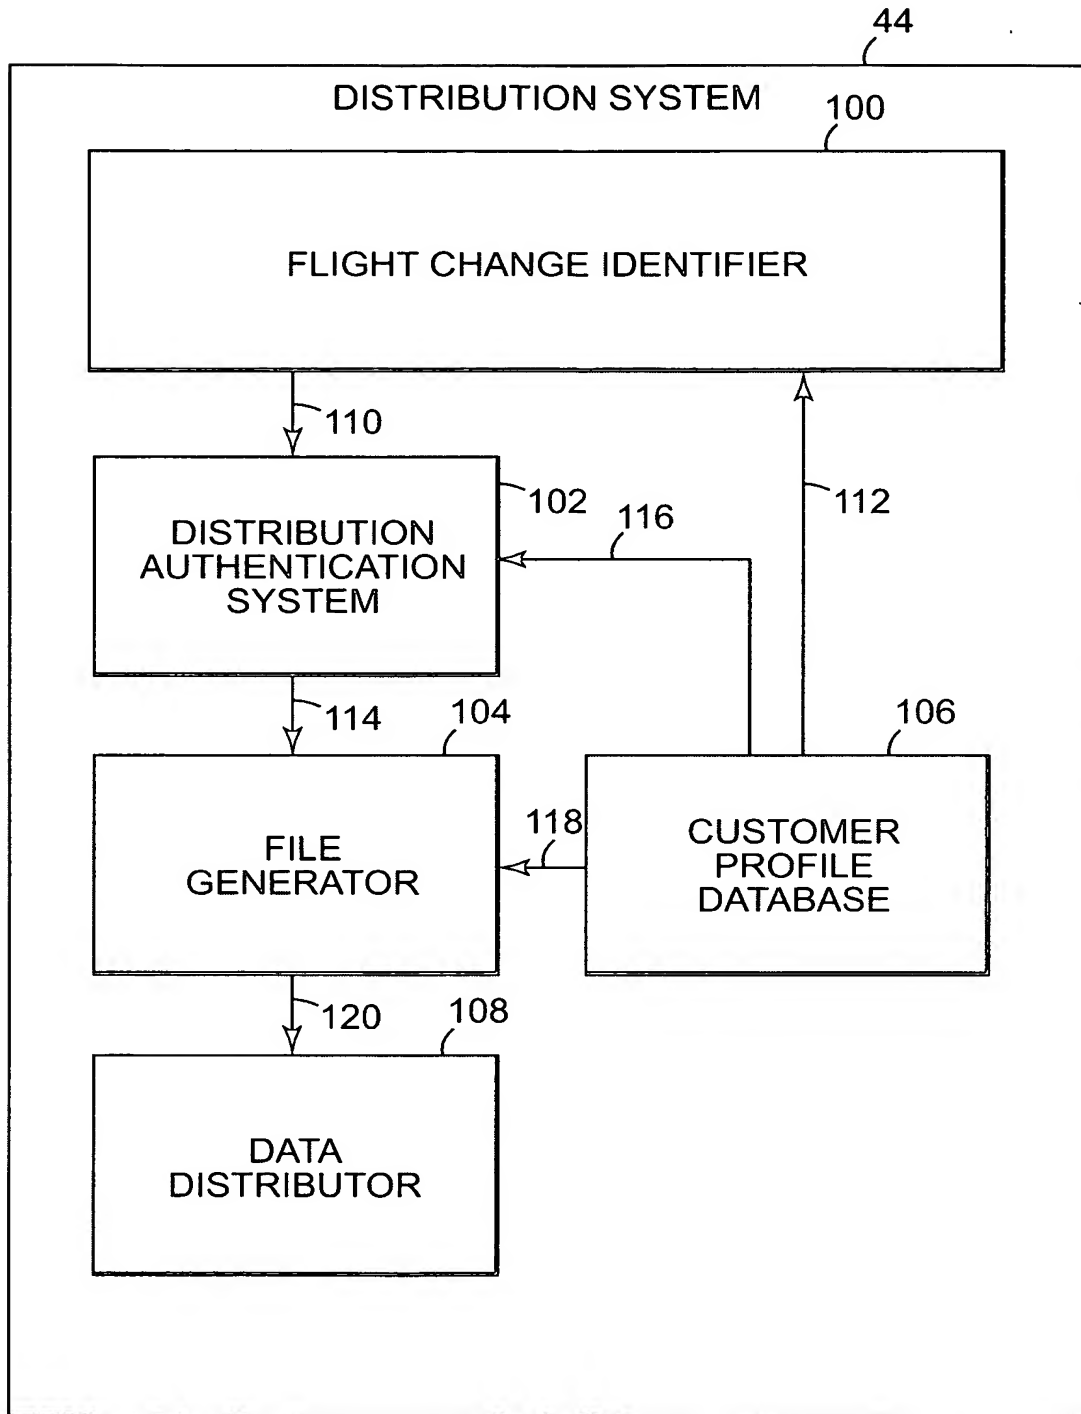 44
DISTRIBUTION SYSTEM
100
FLIGHT CHANGE IDENTIFIER
110
112
102
DISTRIBUTION
AUTHENTICATION
SYSTEM
116
114
104
106
FILE
GENERATOR
118
CUSTOMER
PROFILE
DATABASE
120
108
DATA
DISTRIBUTOR